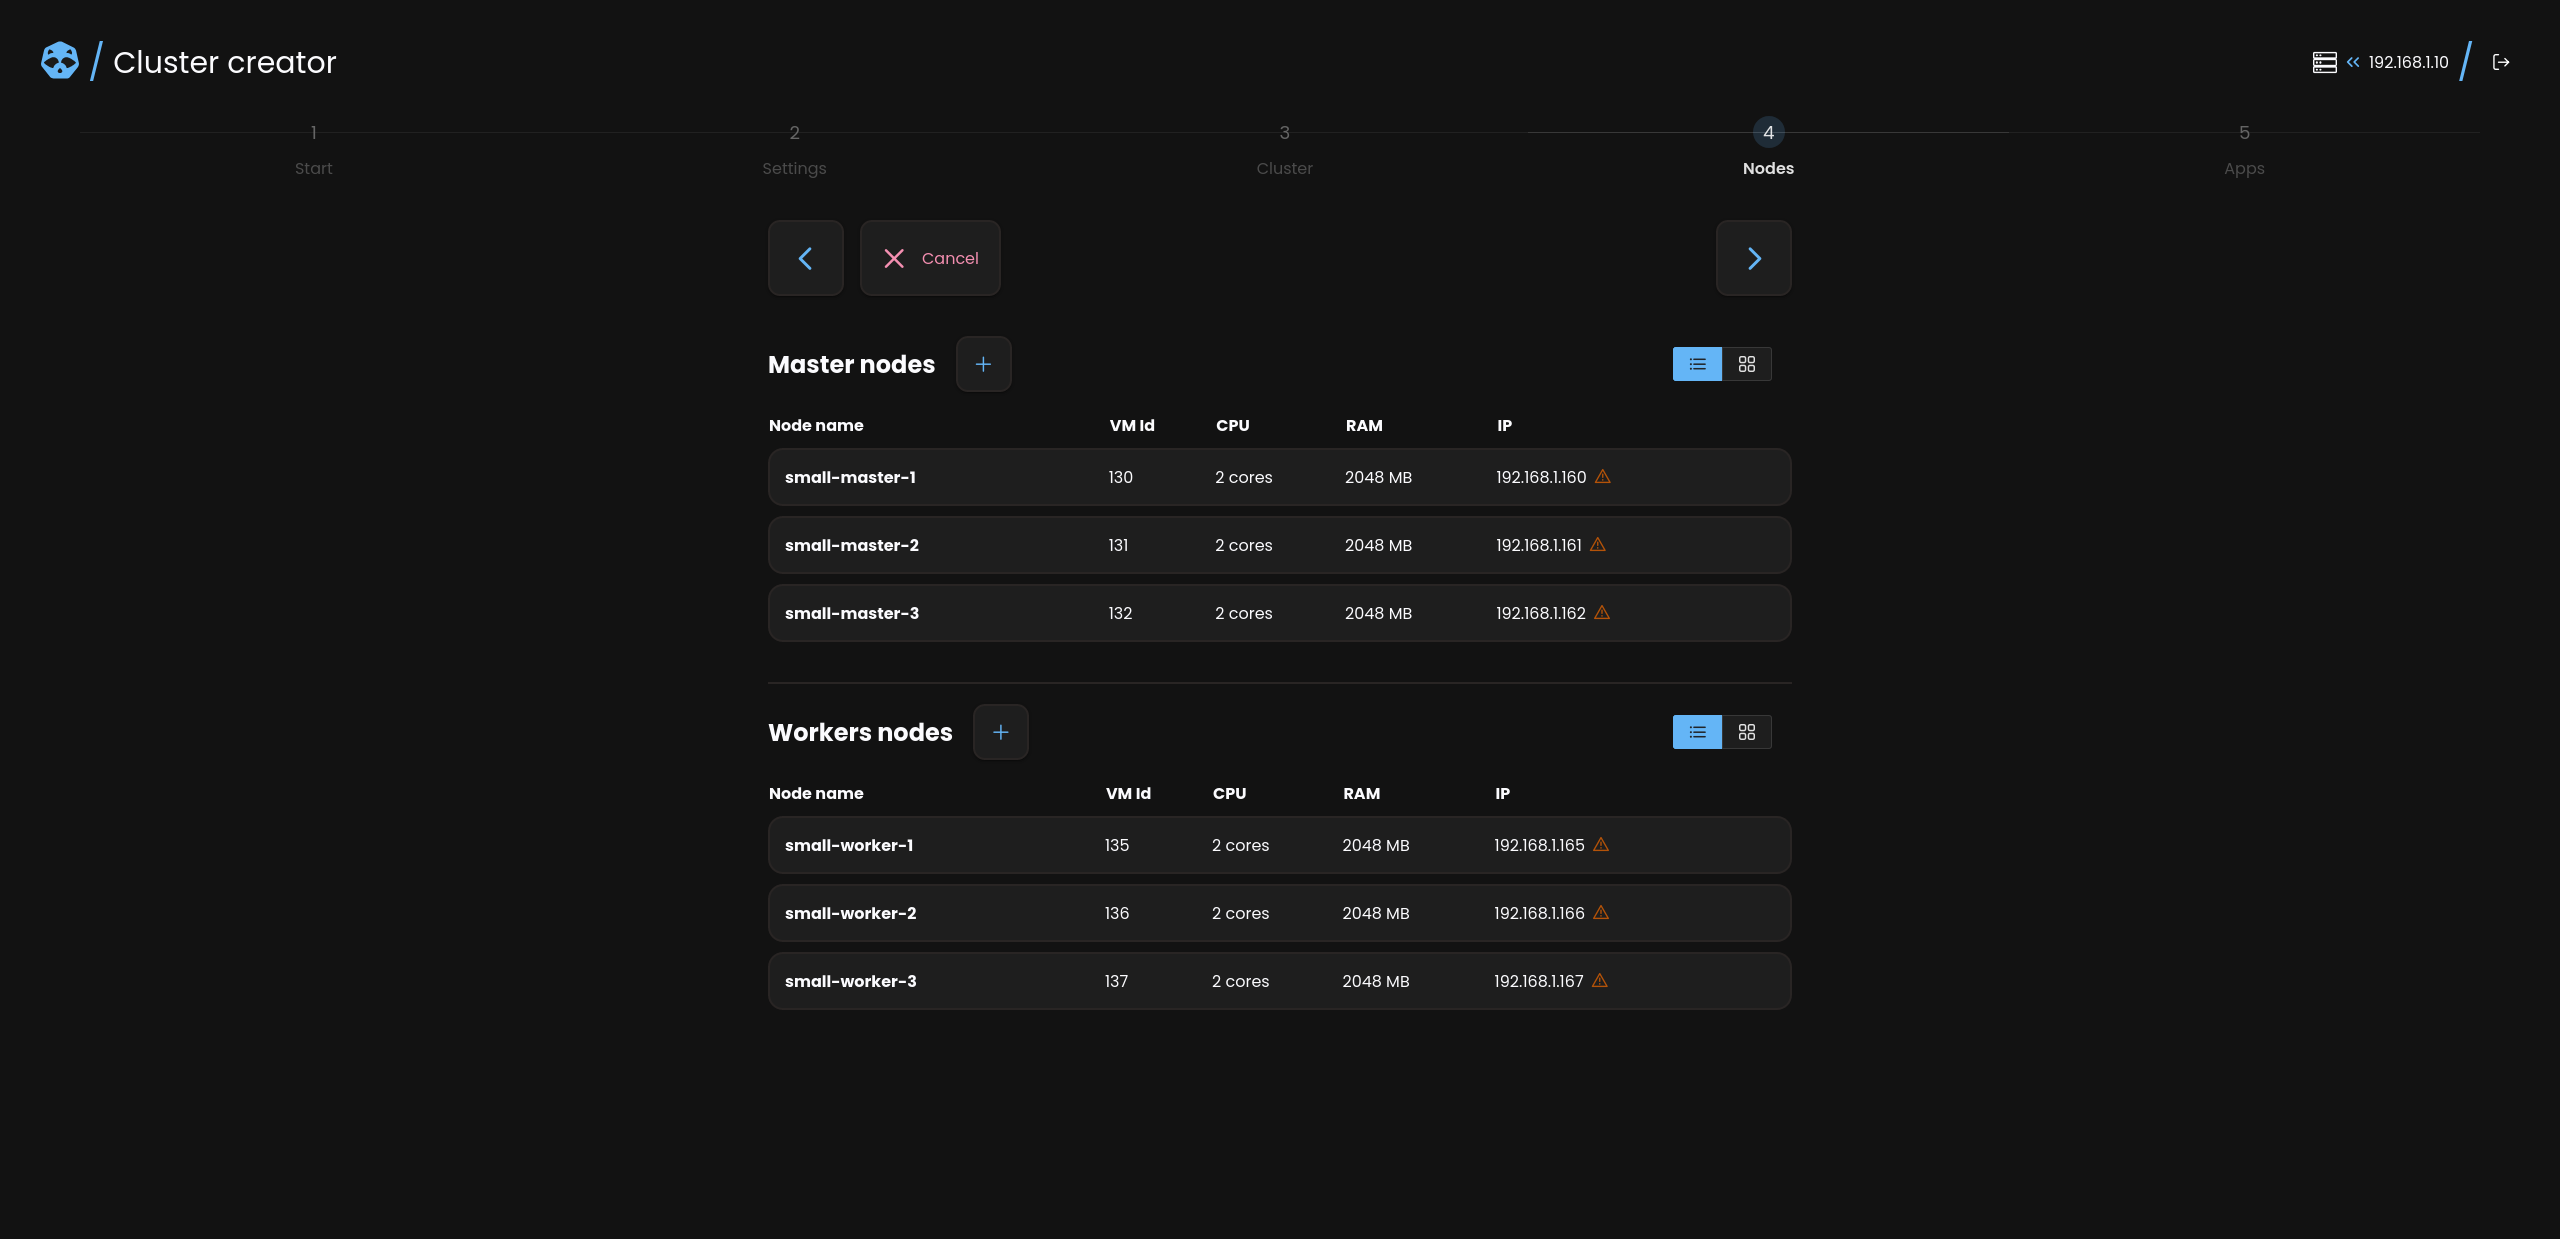 Cluster creator
192.168.1.10
1 2 3 4 5
Start Settings Cluster Nodes Apps
Cancel
Master nodes
Node name VM Id CPU RAM IP
small-master-1 130 2 cores 2048 MB 192.168.1.160
small-master-2 131 2 cores 2048 MB 192.168.1.161
small-master-3 132 2 cores 2048 MB 192.168.1.162
Workers nodes
Node name VM Id CPU RAM IP
small-worker-1 135 2 cores 2048 MB 192.168.1.165
small-worker-2 136 2 cores 2048 MB 192.168.1.166
small-worker-3 137 2 cores 2048 MB 192.168.1.167